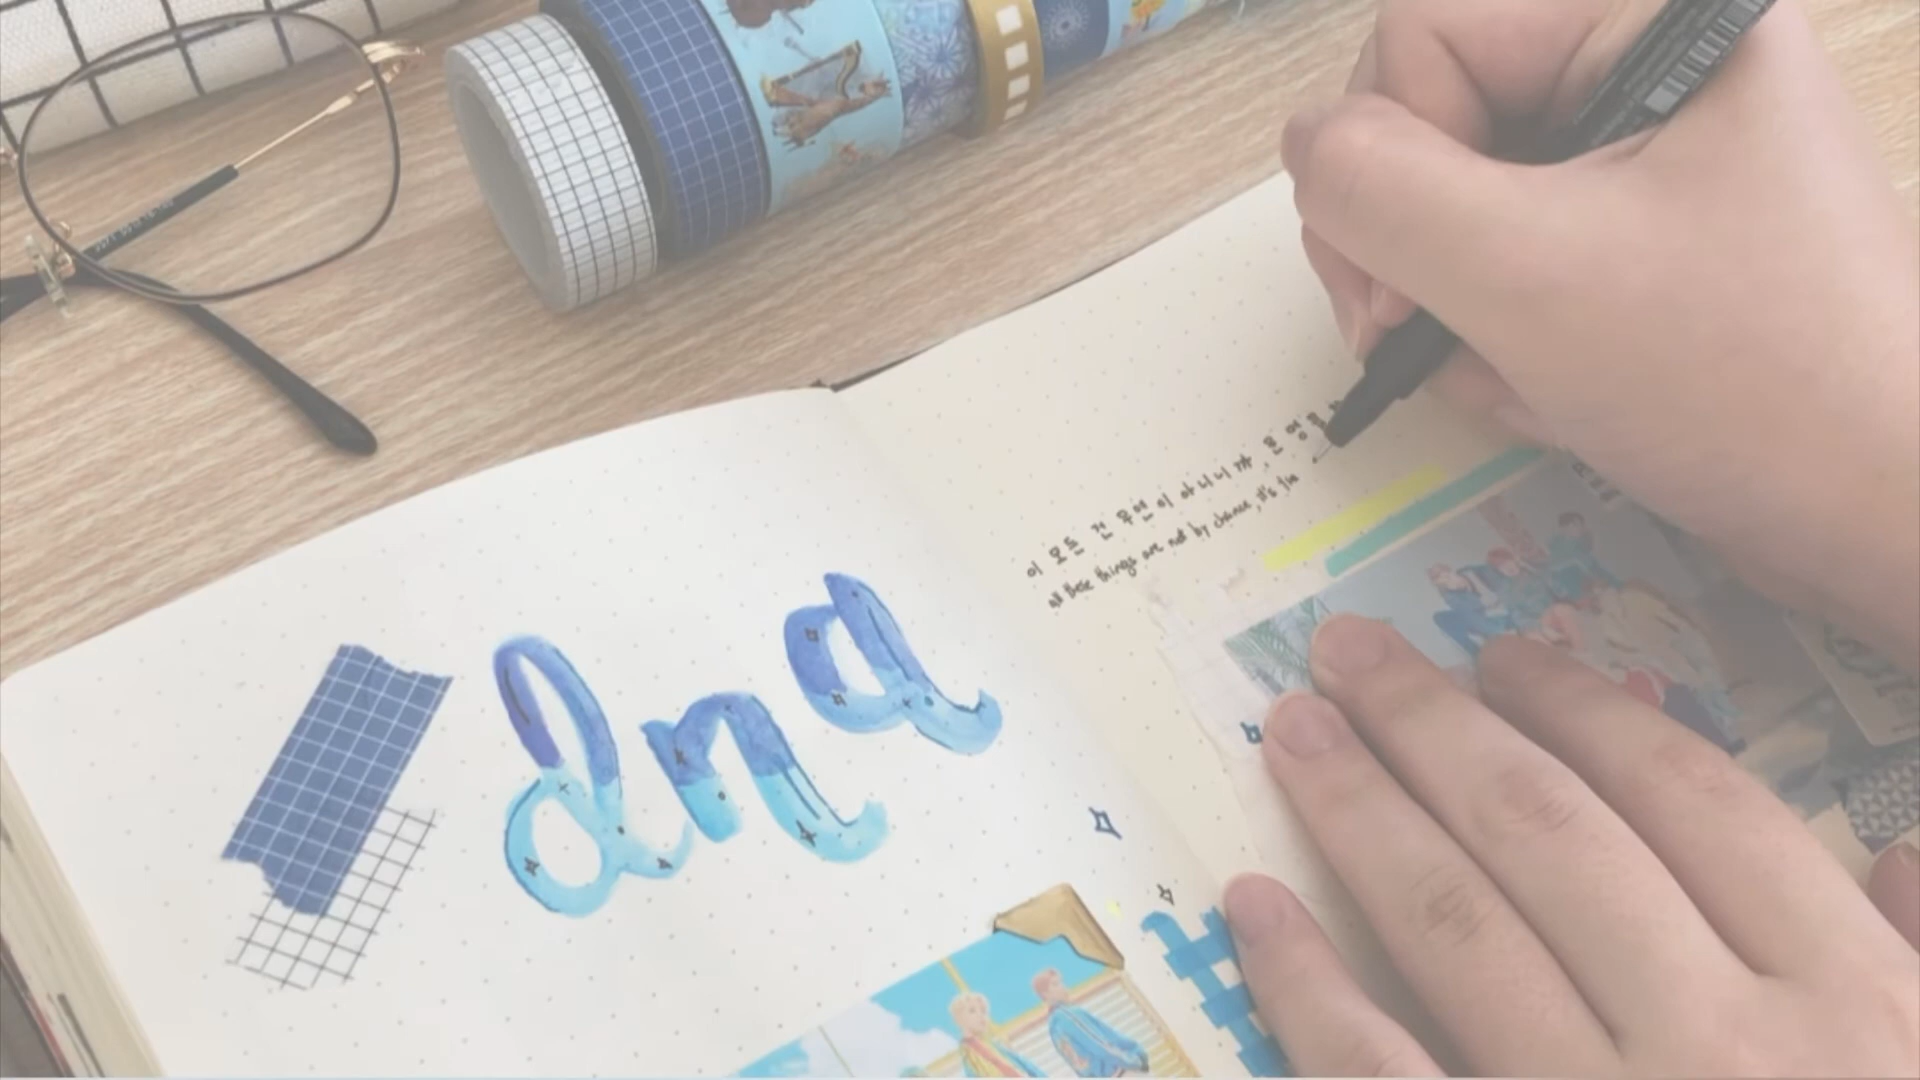 dna
이 모든 건 우연이 아니니까, 운명을
all these things are not by chance, it's